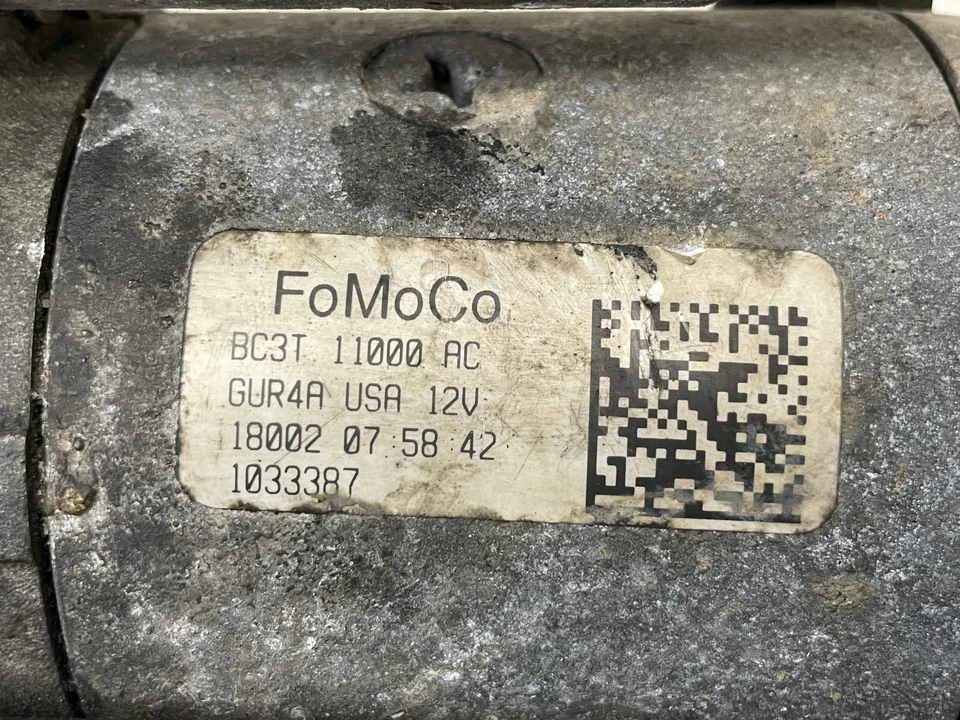 FoMoCo
BC3T 11000 AC
GUR4A USA 12V
18002 07:58:42
1033387